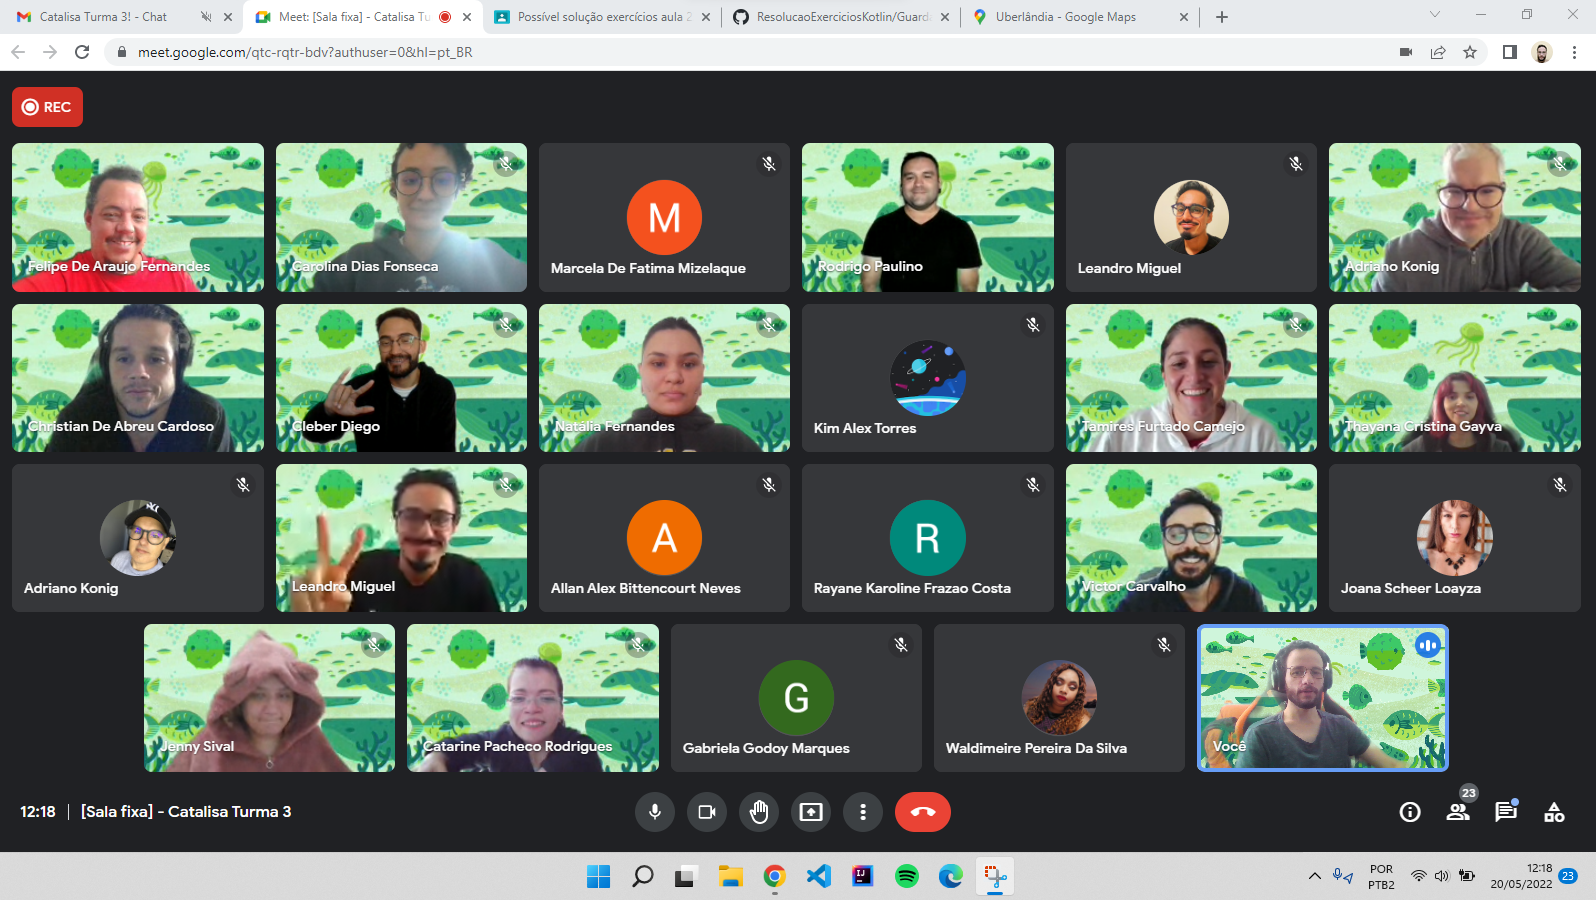 Catalisa Turma 3! - Chat
Meet: [Sala fixa] - Catalisa Tu
Possível solução exercícios aula 2
ResolucaoExerciciosKotlin/Guarda
Uberlândia - Google Maps
meet.google.com/qtc-rqtr-bdv?authuser=0&hl=pt_BR
REC
Felipe De Araujo Fernandes
Carolina Dias Fonseca
M
Marcela De Fatima Mizelaque
Rodrigo Paulino
Leandro Miguel
Adriano Konig
Christian De Abreu Cardoso
Cleber Diego
Natália Fernandes
Kim Alex Torres
Tamires Furtado Camejo
Thayana Cristina Gayva
Adriano Konig
Leandro Miguel
A
Allan Alex Bittencourt Neves
R
Rayane Karoline Frazao Costa
Victor Carvalho
Joana Scheer Loayza
Jenny Sival
Catarine Pacheco Rodrigues
G
Gabriela Godoy Marques
Waldimeire Pereira Da Silva
Você
12:18 | [Sala fixa] - Catalisa Turma 3
23
POR
PTB2
12:18
20/05/2022
23